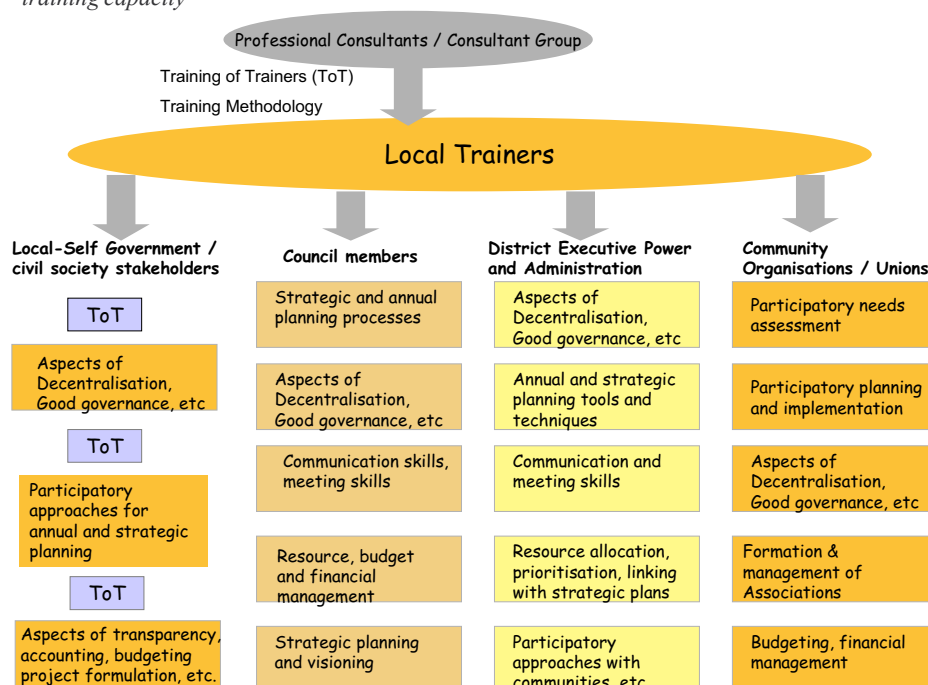 training capacity
Professional Consultants / Consultant Group
Training of Trainers (ToT)
Training Methodology
Local Trainers
Local-Self Government /
civil society stakeholders
ToT
Aspects of
Decentralisation,
Good governance, etc
ToT
Participatory
approaches for
annual and strategic
planning
ToT
Aspects of transparency,
accounting, budgeting
project formulation, etc.
Council members
Strategic and annual
planning processes
Aspects of
Decentralisation,
Good governance, etc
Communication skills,
meeting skills
Resource, budget
and financial
management
Strategic planning
and visioning
District Executive Power
and Administration
Aspects of
Decentralisation,
Good governance, etc
Annual and strategic
planning tools and
techniques
Communication and
meeting skills
Resource allocation,
prioritisation, linking
with strategic plans
Participatory
approaches with
communities, etc
Community
Organisations / Unions
Participatory needs
assessment
Participatory planning
and implementation
Aspects of
Decentralisation,
Good governance, etc
Formation &
management of
Associations
Budgeting, financial
management